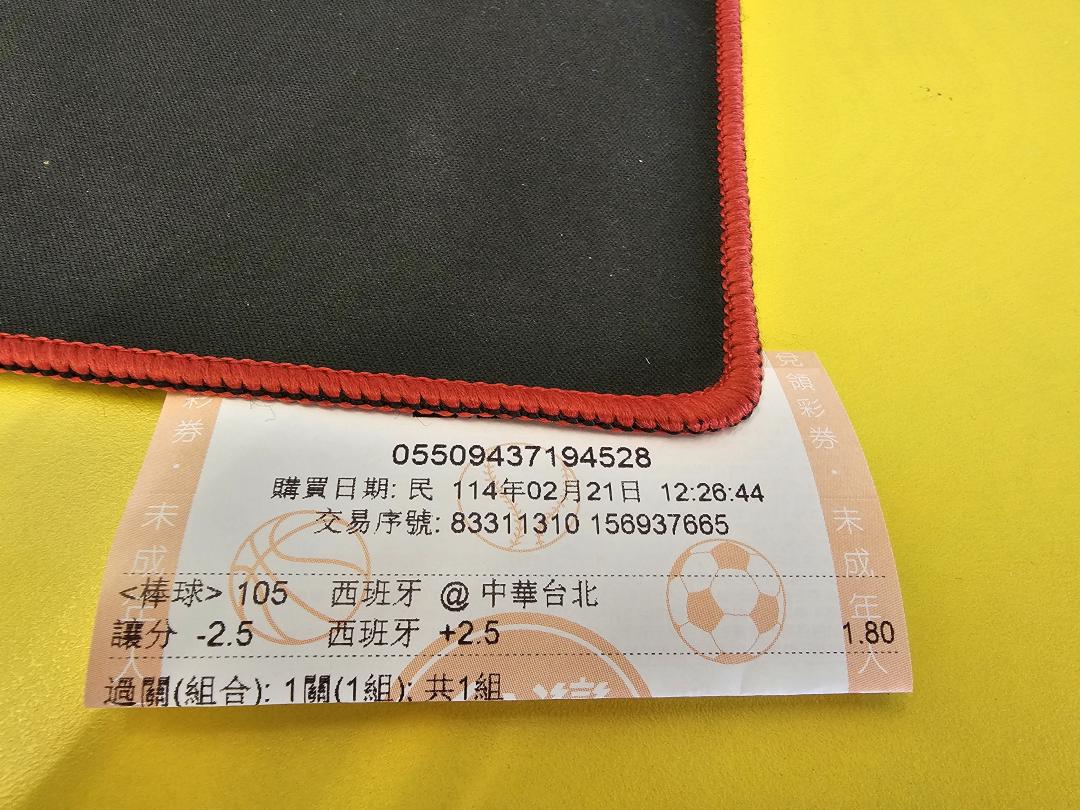 05509437194528
購買日期: 民 114年02月21日 12:26:44
交易序號: 83311310 156937665
<棒球> 105 西班牙 @ 中華台北
讓分 -2.5 西班牙 +2.5 1.80
過關(組合): 1關(1組); 共1組
彩券・未成年人
兌領彩券・未成年人
灣